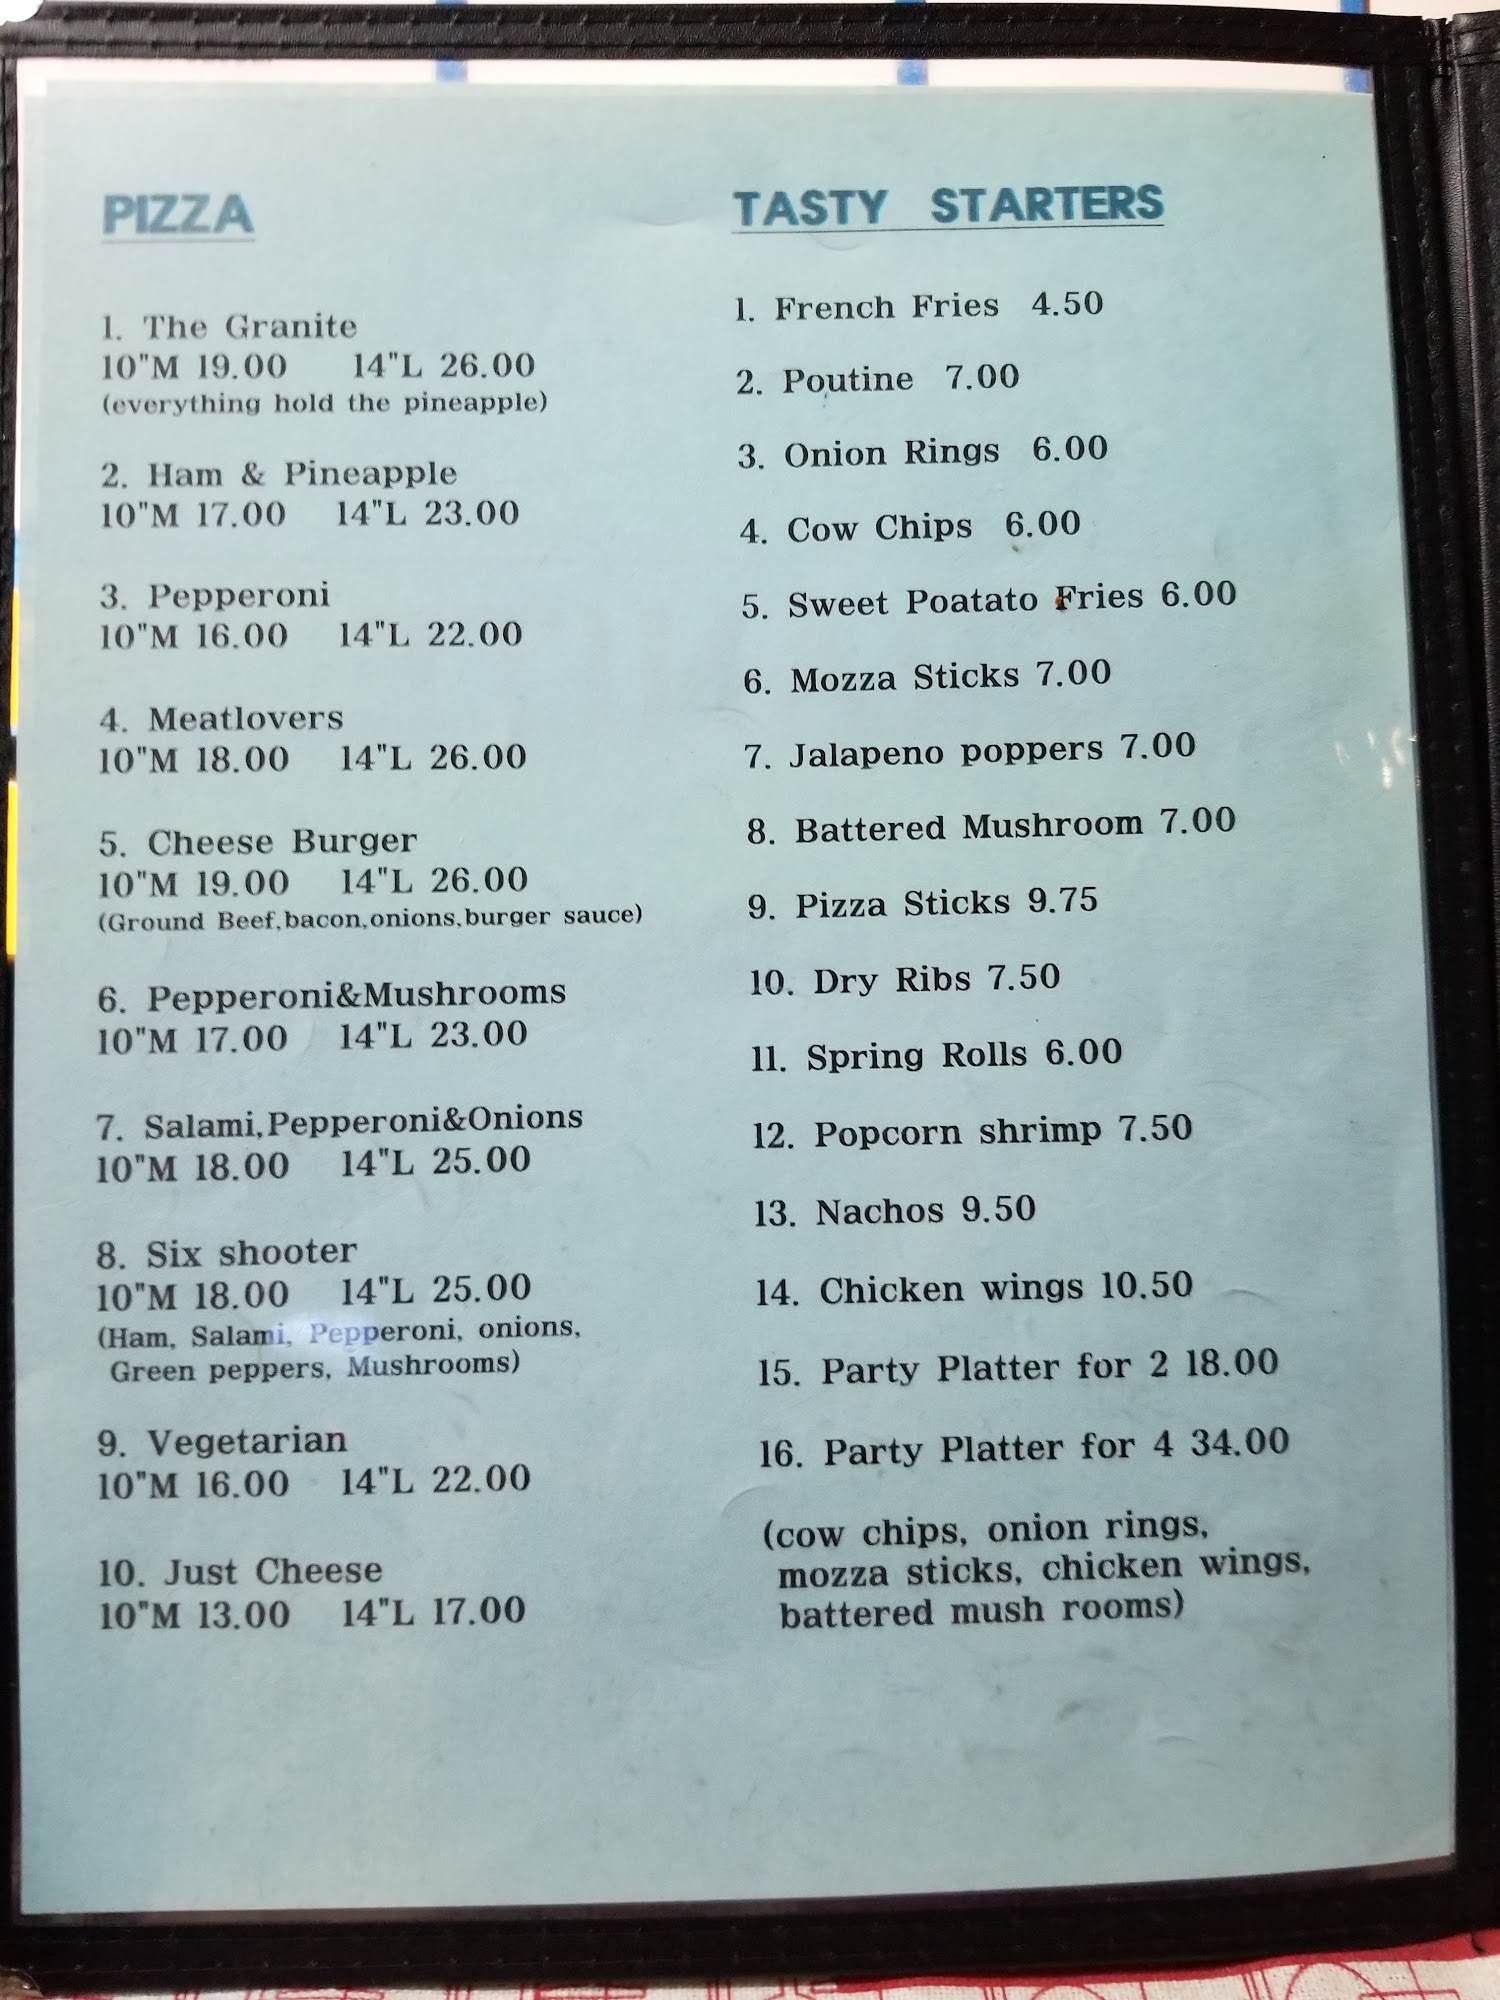 PIZZA
1. The Granite
10"M 19.00 14"L 26.00
(everything hold the pineapple)
2. Ham & Pineapple
10"M 17.00 14"L 23.00
3. Pepperoni
10"M 16.00 14"L 22.00
4. Meatlovers
10"M 18.00 14"L 26.00
5. Cheese Burger
10"M 19.00 14"L 26.00
(Ground Beef,bacon,onions,burger sauce)
6. Pepperoni&Mushrooms
10"M 17.00 14"L 23.00
7. Salami,Pepperoni&Onions
10"M 18.00 14"L 25.00
8. Six shooter
10"M 18.00 14"L 25.00
(Ham, Salami, Pepperoni, onions,
Green peppers, Mushrooms)
9. Vegetarian
10"M 16.00 14"L 22.00
10. Just Cheese
10"M 13.00 14"L 17.00
TASTY STARTERS
1. French Fries 4.50
2. Poutine 7.00
3. Onion Rings 6.00
4. Cow Chips 6.00
5. Sweet Poatato Fries 6.00
6. Mozza Sticks 7.00
7. Jalapeno poppers 7.00
8. Battered Mushroom 7.00
9. Pizza Sticks 9.75
10. Dry Ribs 7.50
11. Spring Rolls 6.00
12. Popcorn shrimp 7.50
13. Nachos 9.50
14. Chicken wings 10.50
15. Party Platter for 2 18.00
16. Party Platter for 4 34.00
(cow chips, onion rings,
mozza sticks, chicken wings,
battered mush rooms)